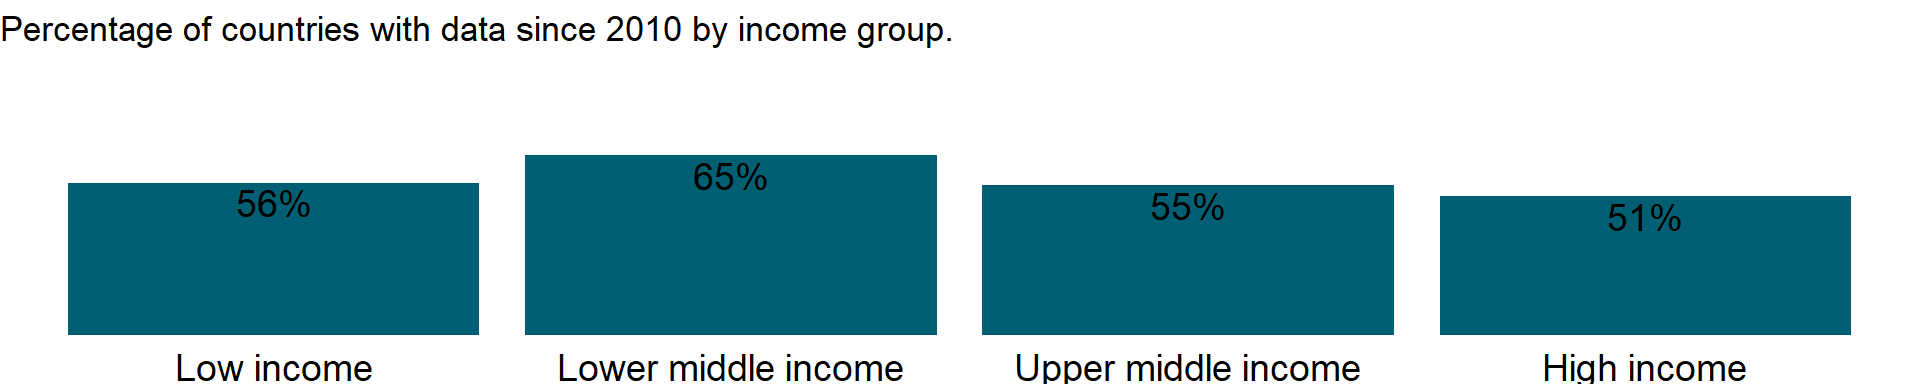 Percentage of countries with data since 2010 by income group.
56%
65%
55%
51%
Low income
Lower middle income
Upper middle income
High income